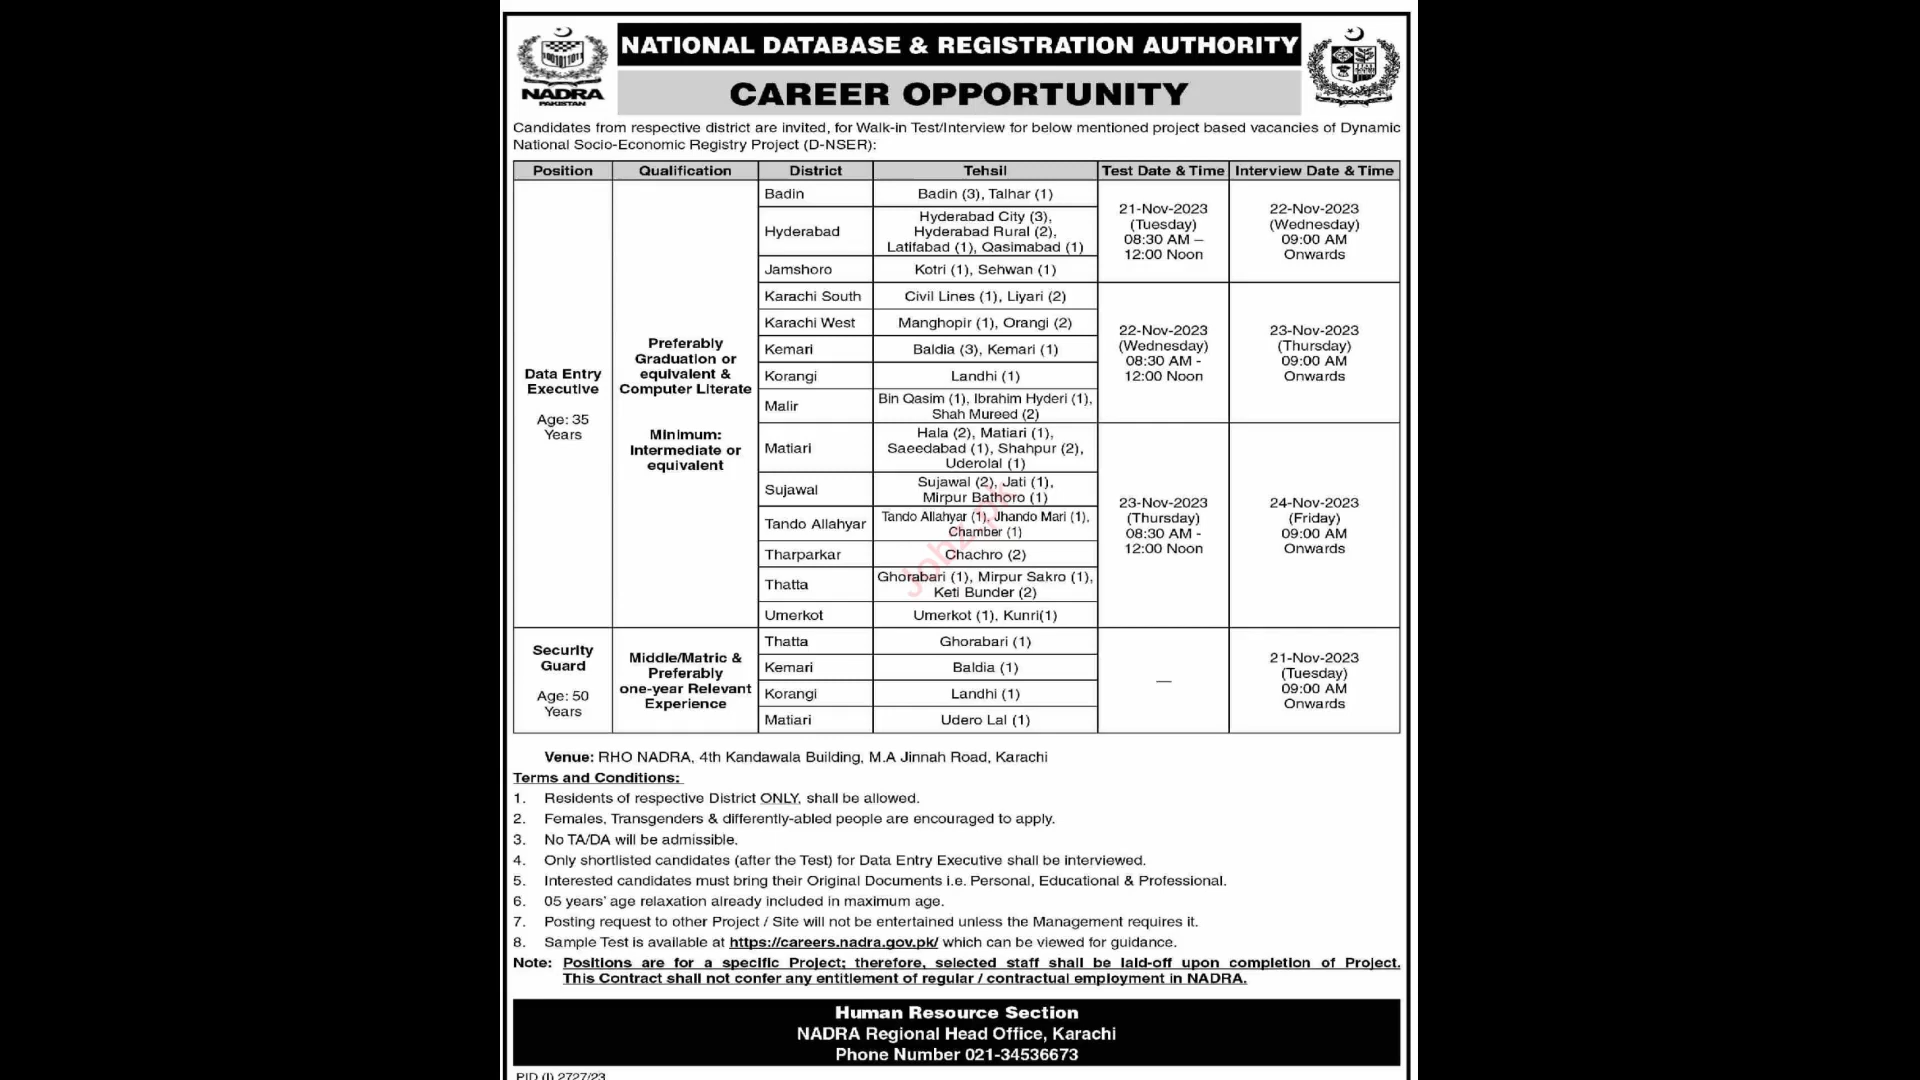 NATIONAL DATABASE & REGISTRATION AUTHORITY
NADRA
PAKISTAN
CAREER OPPORTUNITY
Candidates from respective district are invited, for Walk-in Test/Interview for below mentioned project based vacancies of Dynamic
National Socio-Economic Registry Project (D-NSER):
Position Qualification District Tehsil Test Date & Time Interview Date & Time
Data Entry
Executive
Age: 35
Years
Preferably
Graduation or
equivalent &
Computer Literate
Minimum:
Intermediate or
equivalent
Badin Badin (3), Talhar (1)
Hyderabad Hyderabad City (3),
Hyderabad Rural (2),
Latifabad (1), Qasimabad (1)
Jamshoro Kotri (1), Sehwan (1)
21-Nov-2023
(Tuesday)
08:30 AM –
12:00 Noon
22-Nov-2023
(Wednesday)
09:00 AM
Onwards
Karachi South Civil Lines (1), Liyari (2)
Karachi West Manghopir (1), Orangi (2)
Kemari Baldia (3), Kemari (1)
Korangi Landhi (1)
Malir Bin Qasim (1), Ibrahim Hyderi (1),
Shah Mureed (2)
22-Nov-2023
(Wednesday)
08:30 AM -
12:00 Noon
23-Nov-2023
(Thursday)
09:00 AM
Onwards
Matiari Hala (2), Matiari (1),
Saeedabad (1), Shahpur (2),
Uderolal (1)
Sujawal Sujawal (2), Jati (1),
Mirpur Bathoro (1)
Tando Allahyar Tando Allahyar (1), Jhando Mari (1),
Chamber (1)
Tharparkar Chachro (2)
Thatta Ghorabari (1), Mirpur Sakro (1),
Keti Bunder (2)
Umerkot Umerkot (1), Kunri(1)
23-Nov-2023
(Thursday)
08:30 AM -
12:00 Noon
24-Nov-2023
(Friday)
09:00 AM
Onwards
Security
Guard
Age: 50
Years
Middle/Matric &
Preferably
one-year Relevant
Experience
Thatta Ghorabari (1)
Kemari Baldia (1)
Korangi Landhi (1)
Matiari Udero Lal (1)
—
21-Nov-2023
(Tuesday)
09:00 AM
Onwards
Jobz.pk
Venue: RHO NADRA, 4th Kandawala Building, M.A Jinnah Road, Karachi
Terms and Conditions:
1. Residents of respective District ONLY, shall be allowed.
2. Females, Transgenders & differently-abled people are encouraged to apply.
3. No TA/DA will be admissible.
4. Only shortlisted candidates (after the Test) for Data Entry Executive shall be interviewed.
5. Interested candidates must bring their Original Documents i.e. Personal, Educational & Professional.
6. 05 years' age relaxation already included in maximum age.
7. Posting request to other Project / Site will not be entertained unless the Management requires it.
8. Sample Test is available at https://careers.nadra.gov.pk/ which can be viewed for guidance.
Note: Positions are for a specific Project; therefore, selected staff shall be laid-off upon completion of Project.
This Contract shall not confer any entitlement of regular / contractual employment in NADRA.
Human Resource Section
NADRA Regional Head Office, Karachi
Phone Number 021-34536673
PID (I) 2727/23